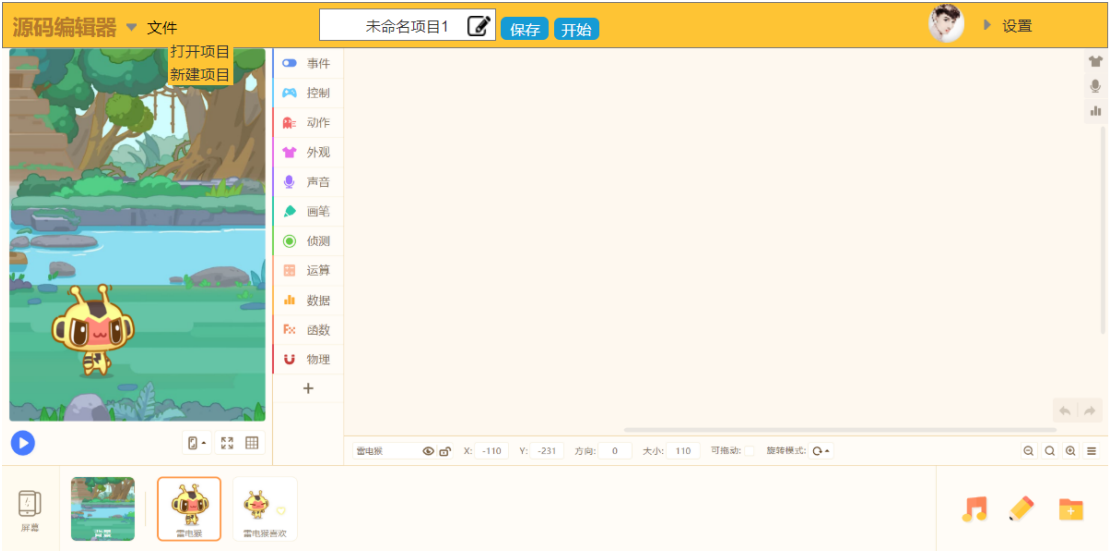 源码编辑器 文件 未命名项目1 保存 开始 设置
打开项目
新建项目
事件
控制
动作
外观
声音
画笔
侦测
运算
数据
函数
物理
+
雷电猴 X: -110 Y: -231 方向: 0 大小: 110 可拖动: 旋转模式:
屏幕 背景 雷电猴 雷电猴喜欢